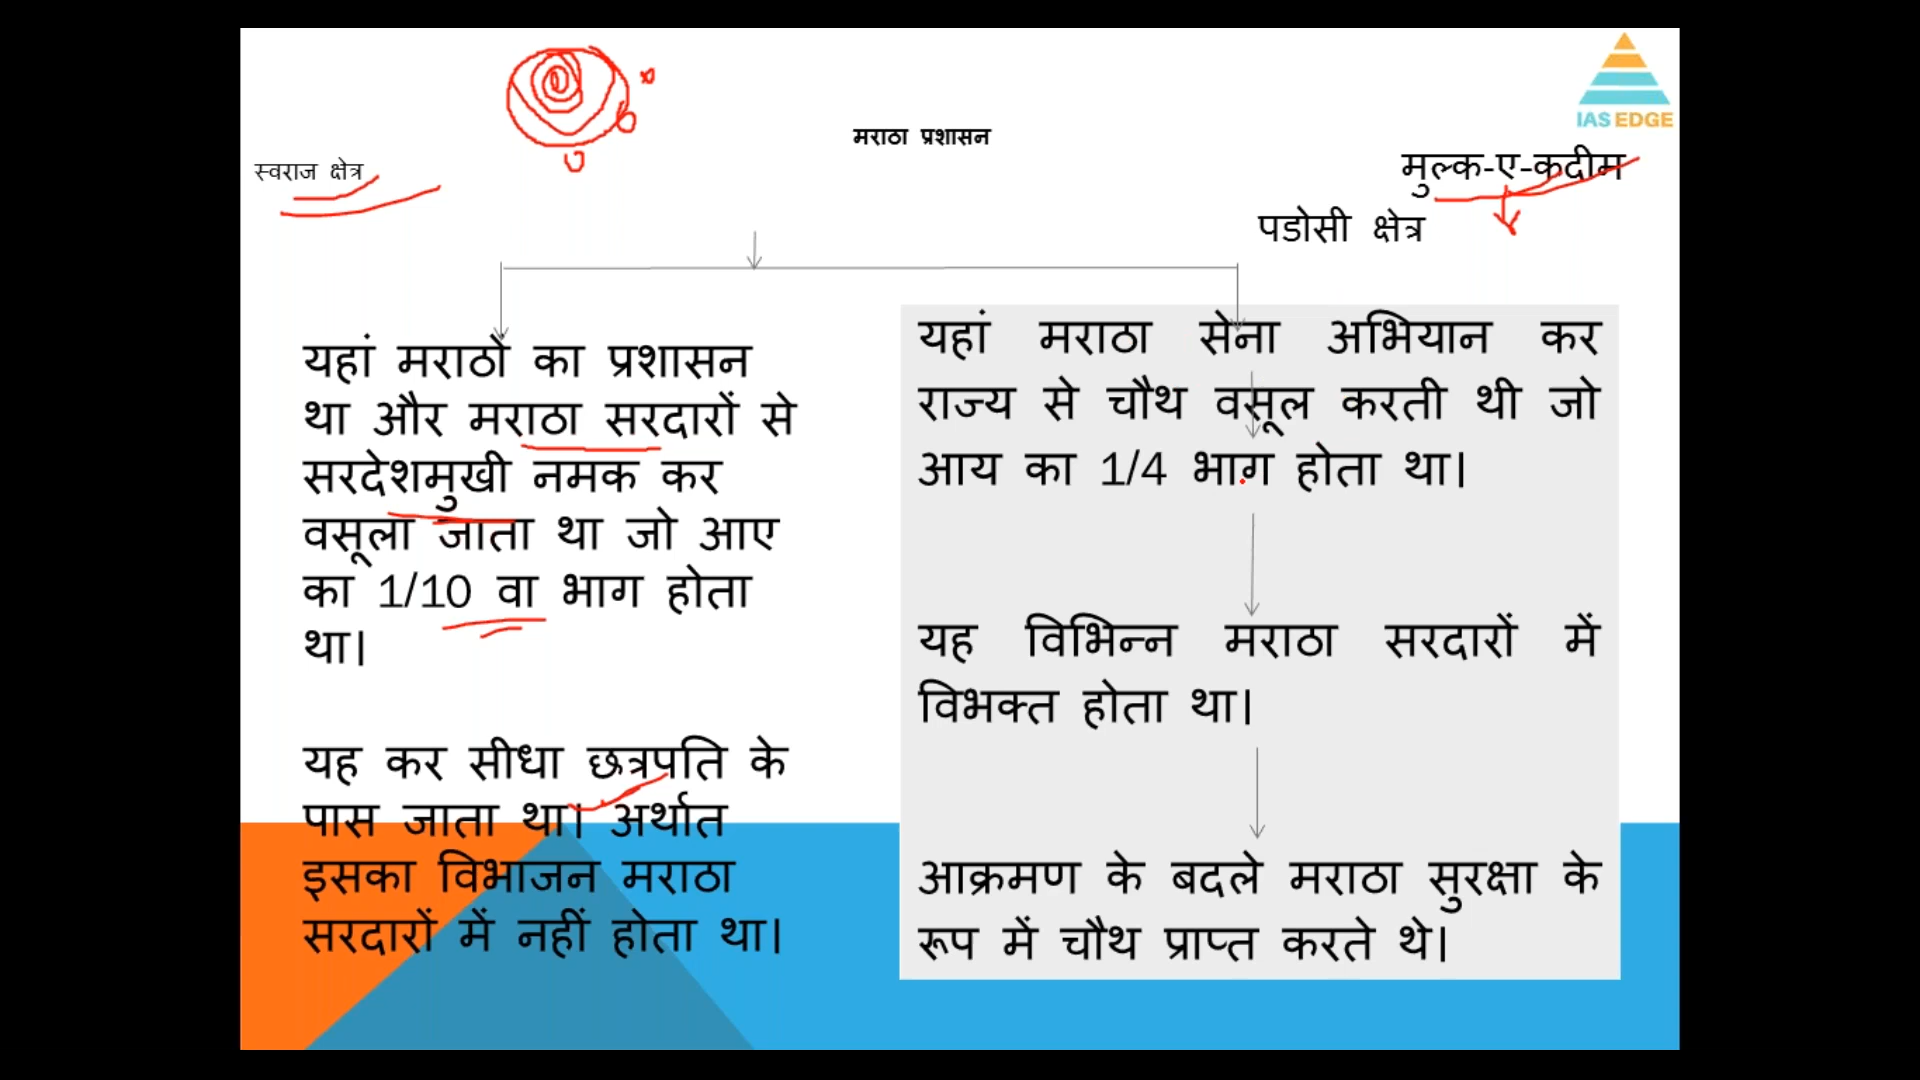 IAS EDGE
मराठा प्रशासन
स्वराज क्षेत्र
मुल्क-ए-कदीम
पडोसी क्षेत्र
यहां मराठों का प्रशासन
था और मराठा सरदारों से
सरदेशमुखी नमक कर
वसूला जाता था जो आए
का 1/10 वा भाग होता
था।
यह कर सीधा छत्रपति के
पास जाता था। अर्थात
इसका विभाजन मराठा
सरदारों में नहीं होता था।
यहां मराठा सेना अभियान कर
राज्य से चौथ वसूल करती थी जो
आय का 1/4 भाग होता था।
यह विभिन्न मराठा सरदारों में
विभक्त होता था।
आक्रमण के बदले मराठा सुरक्षा के
रूप में चौथ प्राप्त करते थे।